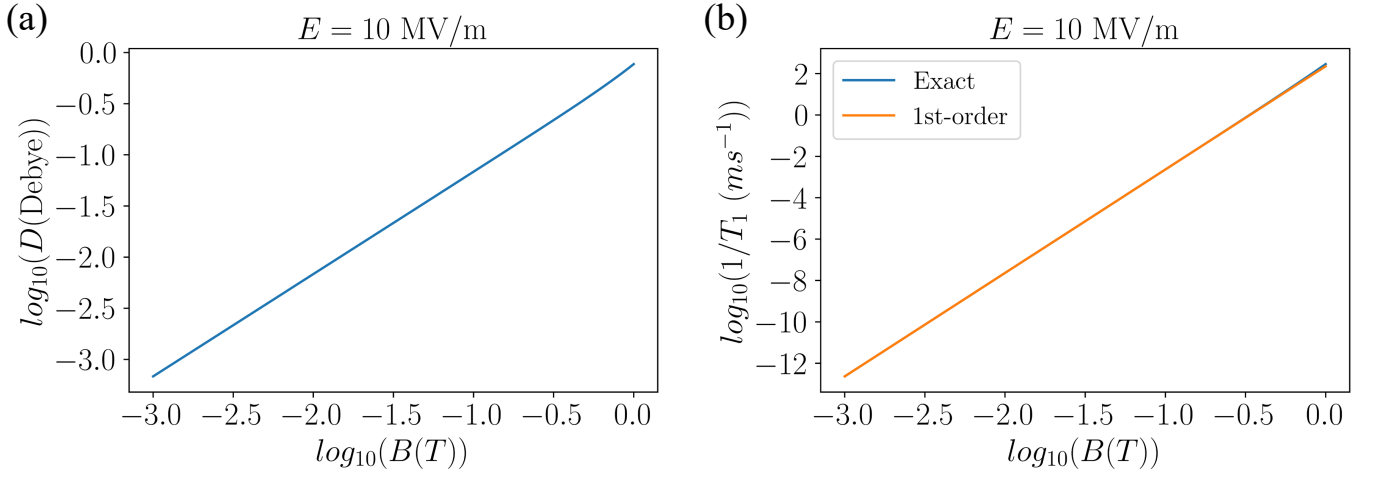 (a)
E = 10 MV/m
log₁₀(D(Debye))
0.0
−0.5
−1.0
−1.5
−2.0
−2.5
−3.0
−3.0 −2.5 −2.0 −1.5 −1.0 −0.5 0.0
log₁₀(B(T))
(b)
E = 10 MV/m
Exact
1st-order
log₁₀(1/T₁ (ms⁻¹))
2
0
−2
−4
−6
−8
−10
−12
−3.0 −2.5 −2.0 −1.5 −1.0 −0.5 0.0
log₁₀(B(T))